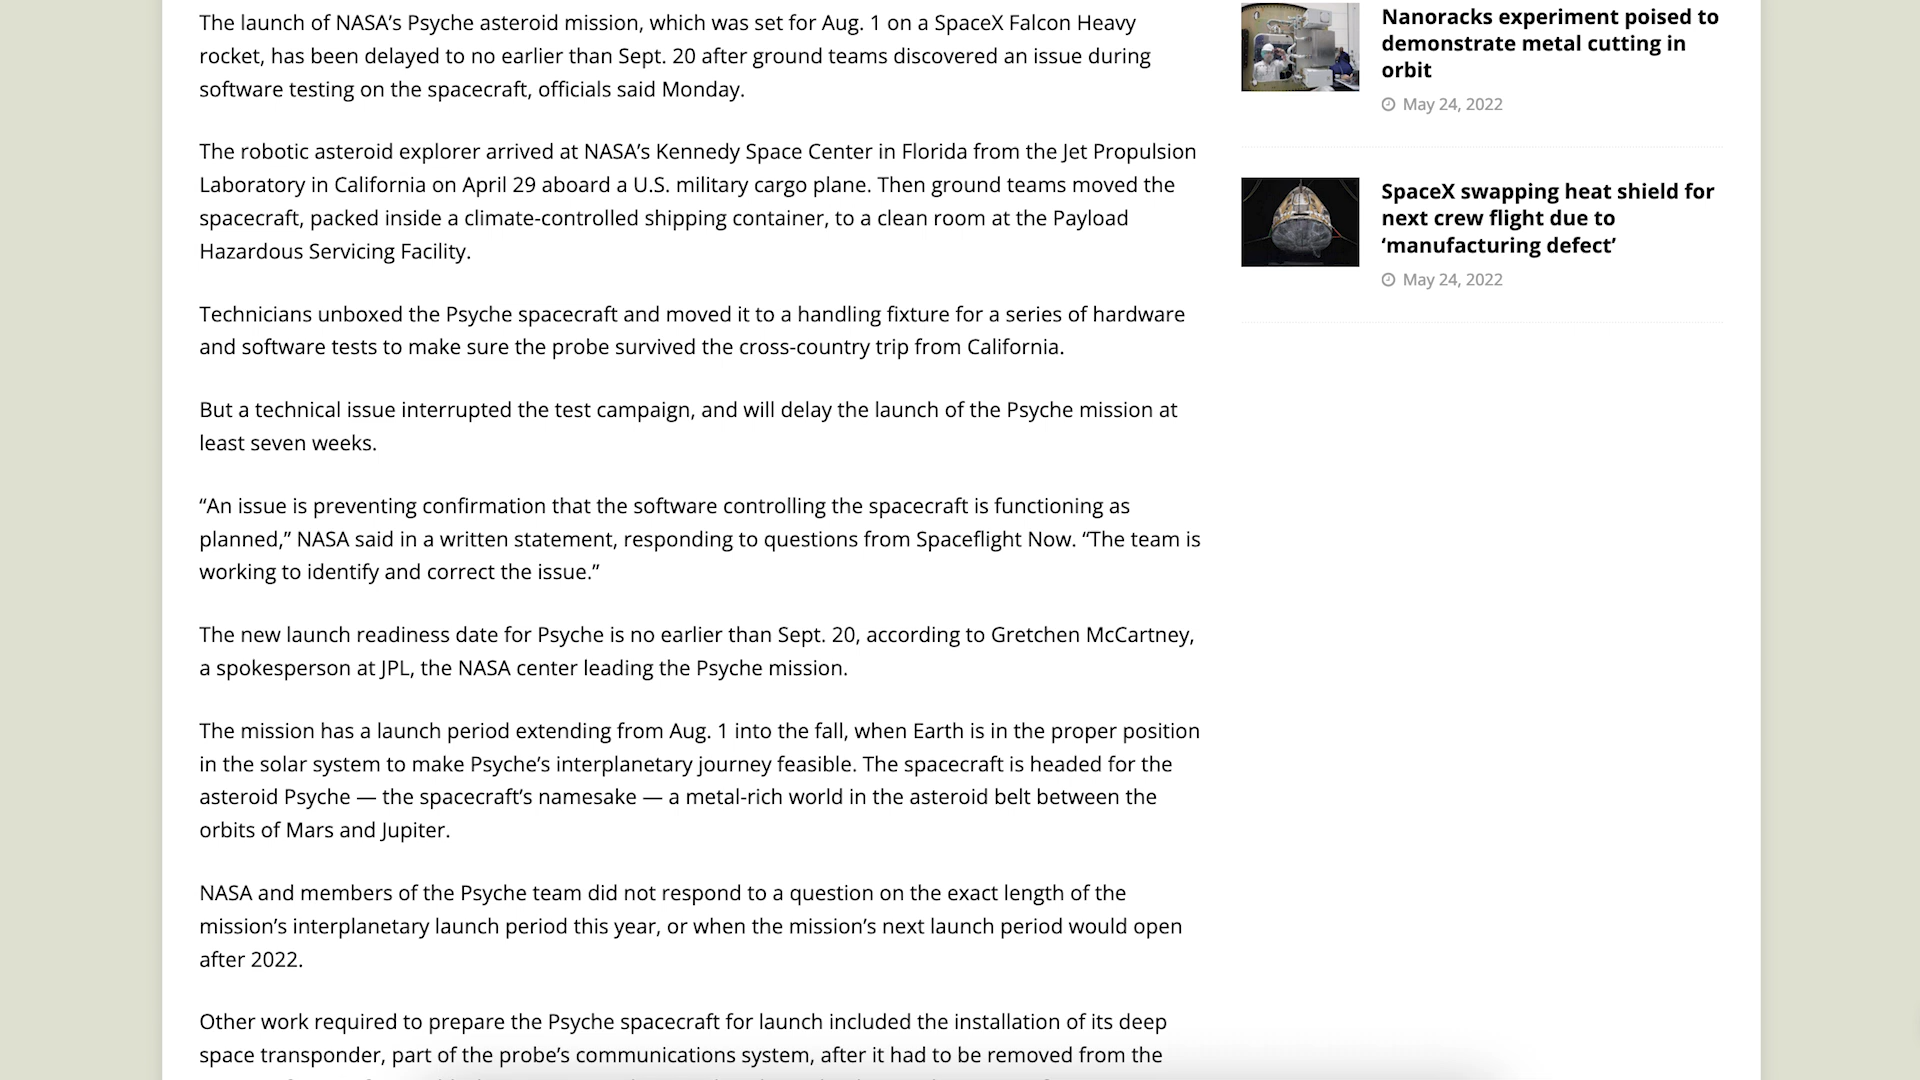 The launch of NASA’s Psyche asteroid mission, which was set for Aug. 1 on a SpaceX Falcon Heavy
rocket, has been delayed to no earlier than Sept. 20 after ground teams discovered an issue during
software testing on the spacecraft, officials said Monday.
The robotic asteroid explorer arrived at NASA’s Kennedy Space Center in Florida from the Jet Propulsion
Laboratory in California on April 29 aboard a U.S. military cargo plane. Then ground teams moved the
spacecraft, packed inside a climate-controlled shipping container, to a clean room at the Payload
Hazardous Servicing Facility.
Technicians unboxed the Psyche spacecraft and moved it to a handling fixture for a series of hardware
and software tests to make sure the probe survived the cross-country trip from California.
But a technical issue interrupted the test campaign, and will delay the launch of the Psyche mission at
least seven weeks.
“An issue is preventing confirmation that the software controlling the spacecraft is functioning as
planned,” NASA said in a written statement, responding to questions from Spaceflight Now. “The team is
working to identify and correct the issue.”
The new launch readiness date for Psyche is no earlier than Sept. 20, according to Gretchen McCartney,
a spokesperson at JPL, the NASA center leading the Psyche mission.
The mission has a launch period extending from Aug. 1 into the fall, when Earth is in the proper position
in the solar system to make Psyche’s interplanetary journey feasible. The spacecraft is headed for the
asteroid Psyche — the spacecraft’s namesake — a metal-rich world in the asteroid belt between the
orbits of Mars and Jupiter.
NASA and members of the Psyche team did not respond to a question on the exact length of the
mission’s interplanetary launch period this year, or when the mission’s next launch period would open
after 2022.
Other work required to prepare the Psyche spacecraft for launch included the installation of its deep
space transponder, part of the probe’s communications system, after it had to be removed from the
Nanoracks experiment poised to
demonstrate metal cutting in
orbit
May 24, 2022
SpaceX swapping heat shield for
next crew flight due to
‘manufacturing defect’
May 24, 2022